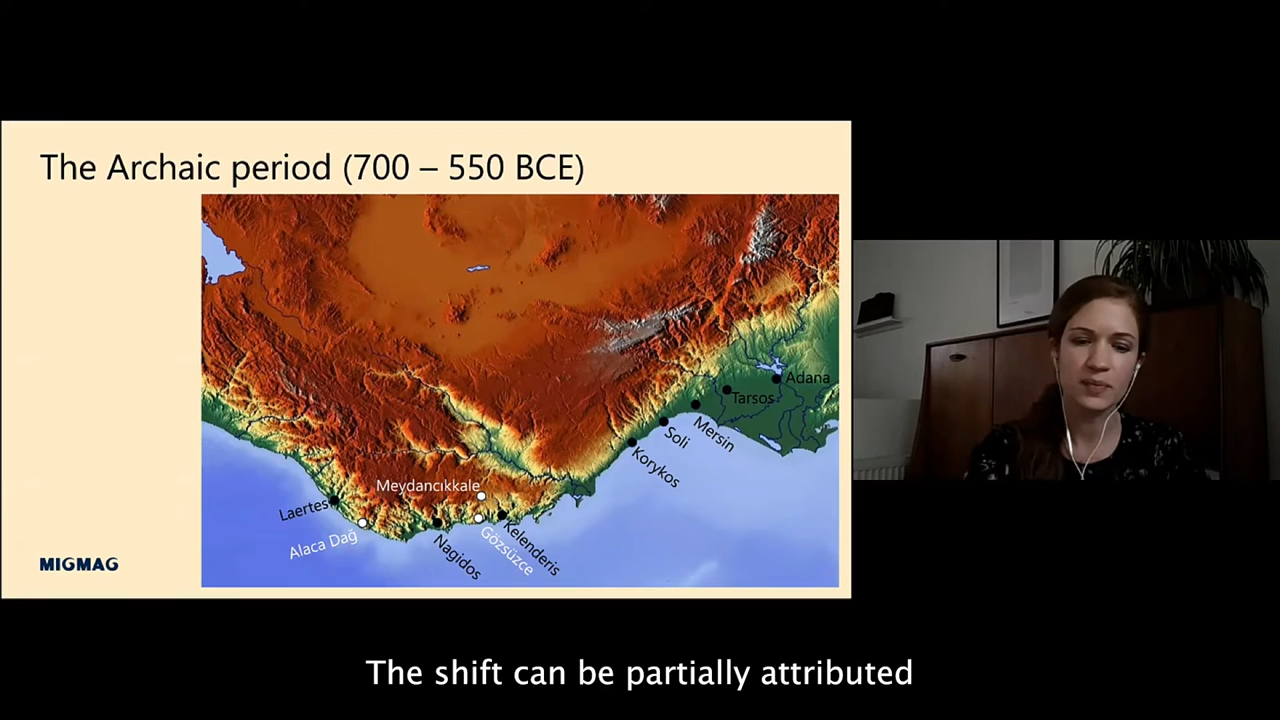 The Archaic period (700 – 550 BCE)
Adana
Tarsos
Mersin
Soli
Korykos
Meydancıkkale
Laertes
Kelenderis
Gözsüzce
Alaca Dağ
Nagidos
MIGMAG
The shift can be partially attributed